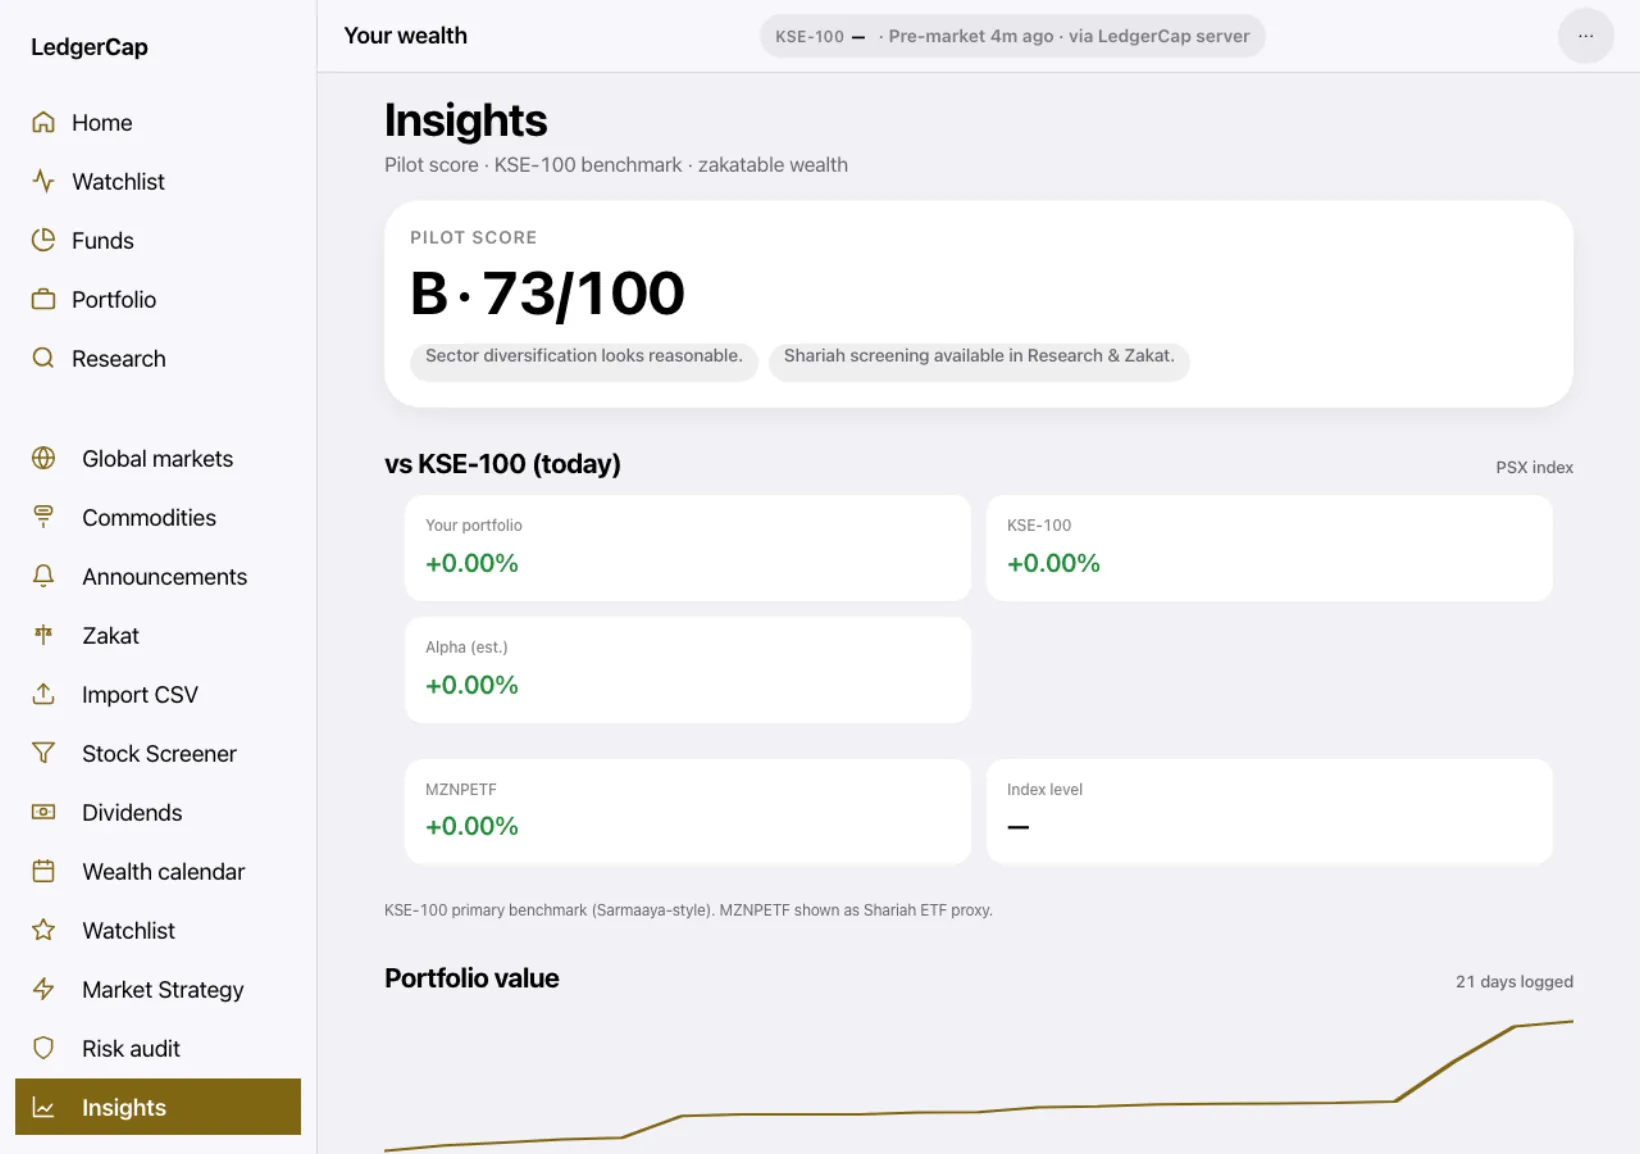 LedgerCap
Home
Watchlist
Funds
Portfolio
Research
Global markets
Commodities
Announcements
Zakat
Import CSV
Stock Screener
Dividends
Wealth calendar
Watchlist
Market Strategy
Risk audit
Insights
Your wealth
KSE-100 — · Pre-market 4m ago · via LedgerCap server
...
Insights
Pilot score · KSE-100 benchmark · zakatable wealth
PILOT SCORE
B · 73/100
Sector diversification looks reasonable.
Shariah screening available in Research & Zakat.
vs KSE-100 (today)
PSX index
Your portfolio
+0.00%
KSE-100
+0.00%
Alpha (est.)
+0.00%
MZNPETF
+0.00%
Index level
—
KSE-100 primary benchmark (Sarmaaya-style). MZNPETF shown as Shariah ETF proxy.
Portfolio value
21 days logged